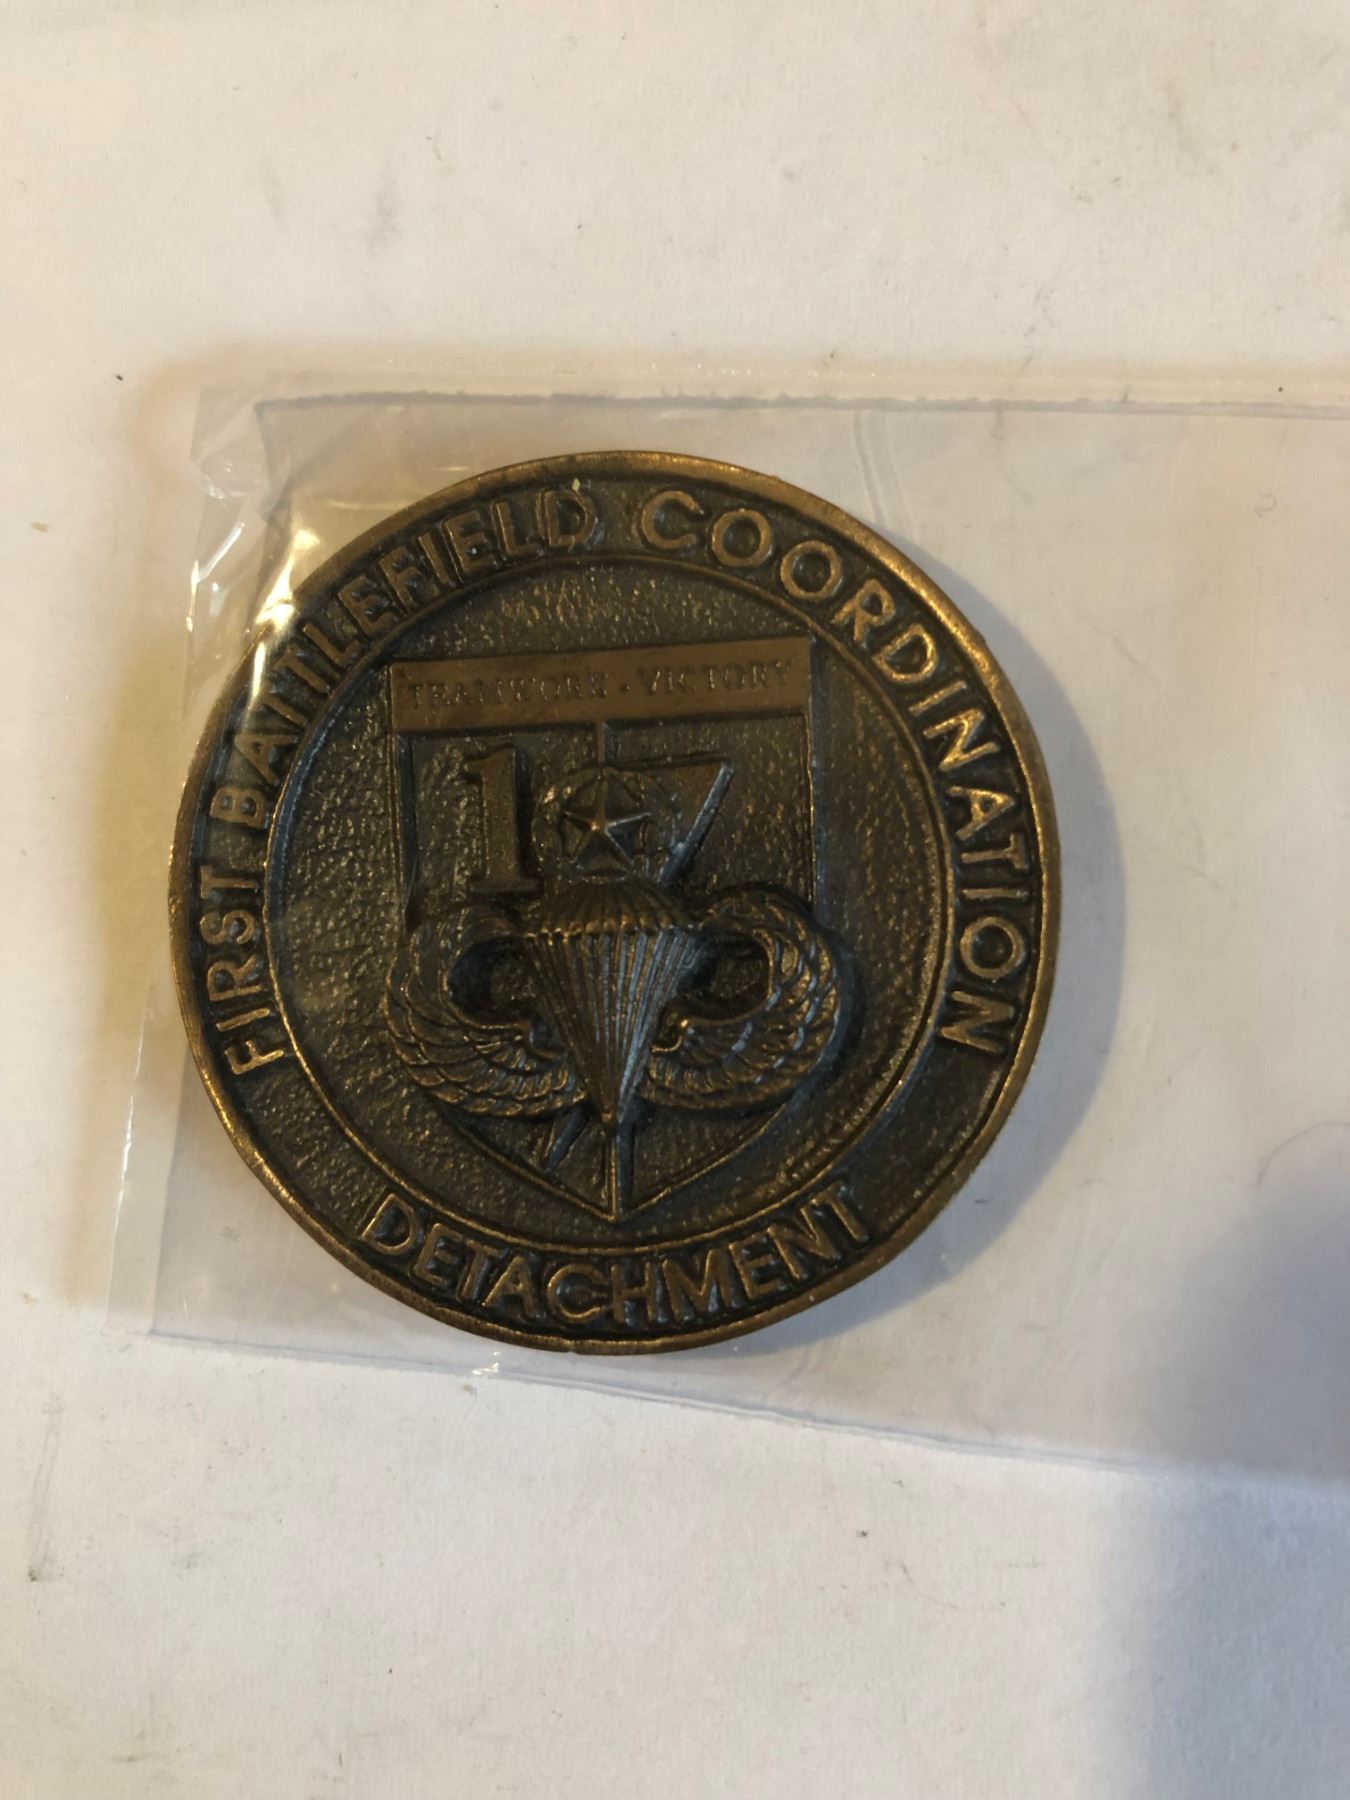 FIRST BATTLEFIELD COORDINATION
TEAMWORK · VICTORY
1
DETACHMENT